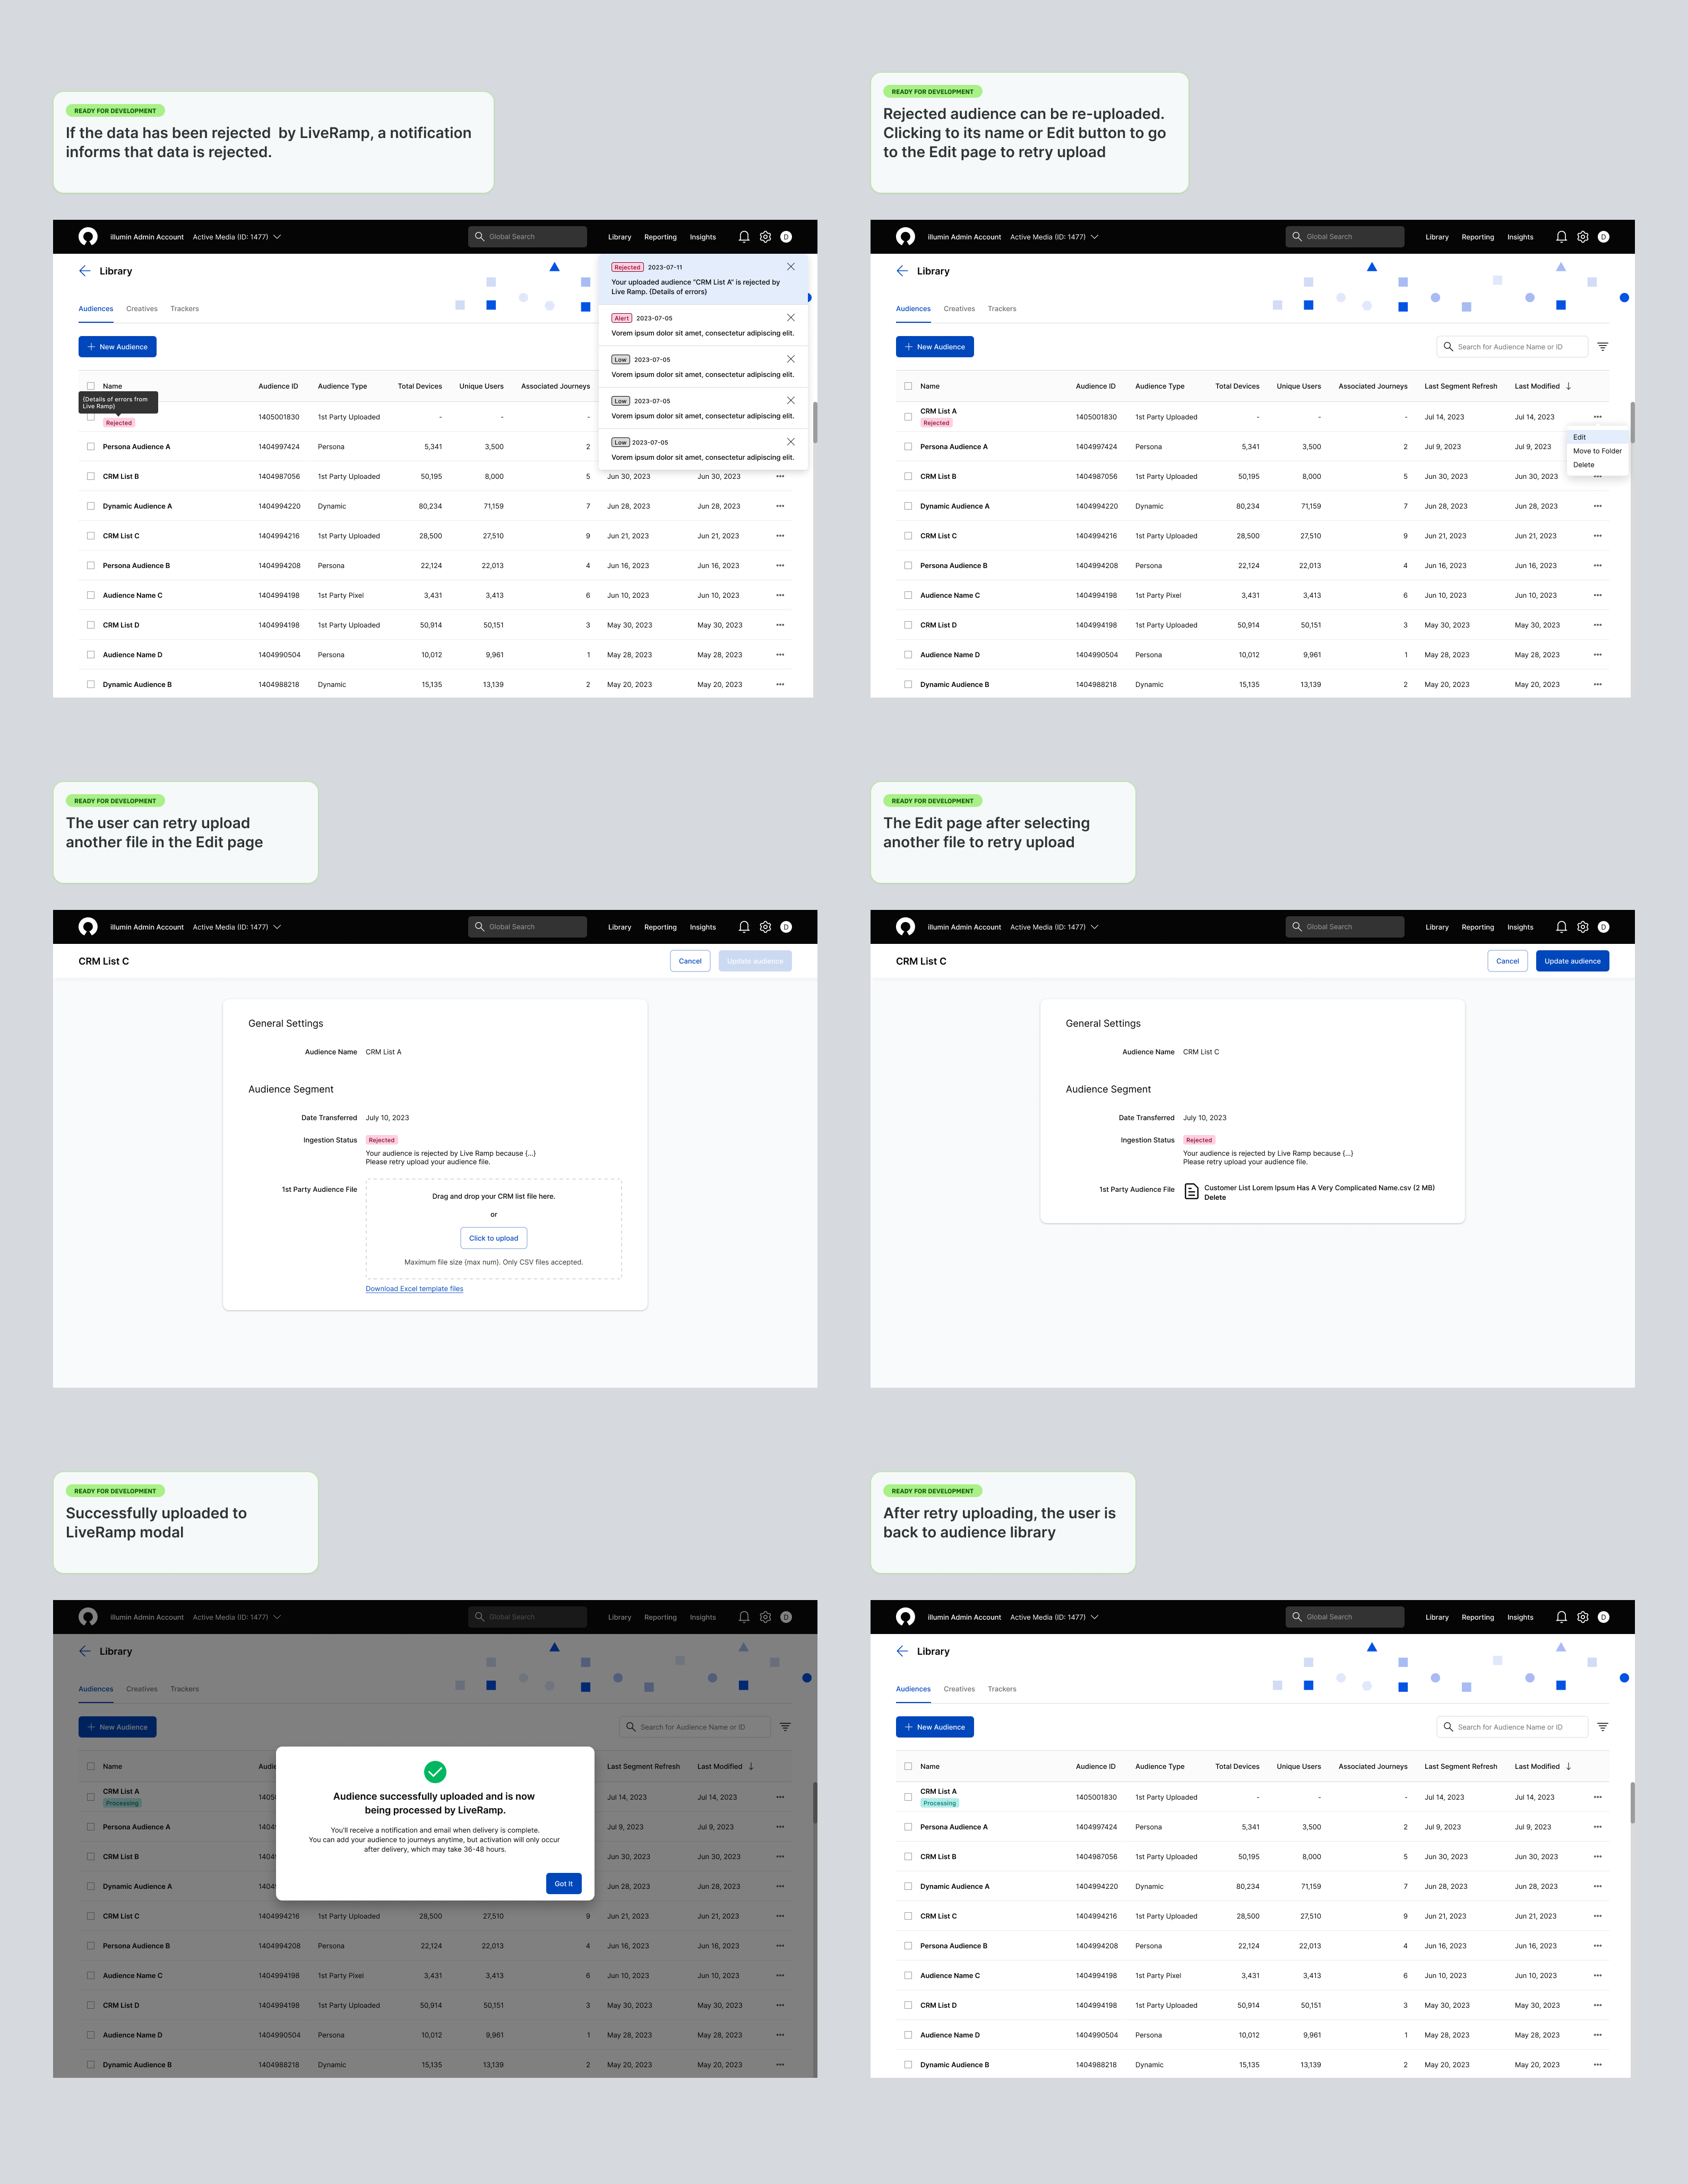 READY FOR DEVELOPMENT
If the data has been rejected  by LiveRamp, a notification
informs that data is rejected.
READY FOR DEVELOPMENT
Rejected audience can be re-uploaded.
Clicking to its name or Edit button to go
to the Edit page to retry upload
illumin Admin Account Active Media (ID: 1477) Global Search Library Reporting Insights D
Library
Audiences Creatives Trackers
New Audience
Rejected 2023-07-11
Your uploaded audience "CRM List A" is rejected by
Live Ramp. {Details of errors}
Alert 2023-07-05
Vorem ipsum dolor sit amet, consectetur adipiscing elit.
Low 2023-07-05
Vorem ipsum dolor sit amet, consectetur adipiscing elit.
Low 2023-07-05
Vorem ipsum dolor sit amet, consectetur adipiscing elit.
Low 2023-07-05
Vorem ipsum dolor sit amet, consectetur adipiscing elit.
Name Audience ID Audience Type Total Devices Unique Users Associated Journeys
{Details of errors from
Live Ramp}
1405001830 1st Party Uploaded - - -
Rejected
Persona Audience A 1404997424 Persona 5,341 3,500 2
CRM List B 1404987056 1st Party Uploaded 50,195 8,000 5 Jun 30, 2023 Jun 30, 2023
Dynamic Audience A 1404994220 Dynamic 80,234 71,159 7 Jun 28, 2023 Jun 28, 2023
CRM List C 1404994216 1st Party Uploaded 28,500 27,510 9 Jun 21, 2023 Jun 21, 2023
Persona Audience B 1404994208 Persona 22,124 22,013 4 Jun 16, 2023 Jun 16, 2023
Audience Name C 1404994198 1st Party Pixel 3,431 3,413 6 Jun 10, 2023 Jun 10, 2023
CRM List D 1404994198 1st Party Uploaded 50,914 50,151 3 May 30, 2023 May 30, 2023
Audience Name D 1404990504 Persona 10,012 9,961 1 May 28, 2023 May 28, 2023
Dynamic Audience B 1404988218 Dynamic 15,135 13,139 2 May 20, 2023 May 20, 2023
illumin Admin Account Active Media (ID: 1477) Global Search Library Reporting Insights D
Library
Audiences Creatives Trackers
New Audience Search for Audience Name or ID
Name Audience ID Audience Type Total Devices Unique Users Associated Journeys Last Segment Refresh Last Modified
CRM List A 1405001830 1st Party Uploaded - - - Jul 14, 2023 Jul 14, 2023
Rejected
Edit
Move to Folder
Delete
Persona Audience A 1404997424 Persona 5,341 3,500 2 Jul 9, 2023 Jul 9, 2023
CRM List B 1404987056 1st Party Uploaded 50,195 8,000 5 Jun 30, 2023 Jun 30, 2023
Dynamic Audience A 1404994220 Dynamic 80,234 71,159 7 Jun 28, 2023 Jun 28, 2023
CRM List C 1404994216 1st Party Uploaded 28,500 27,510 9 Jun 21, 2023 Jun 21, 2023
Persona Audience B 1404994208 Persona 22,124 22,013 4 Jun 16, 2023 Jun 16, 2023
Audience Name C 1404994198 1st Party Pixel 3,431 3,413 6 Jun 10, 2023 Jun 10, 2023
CRM List D 1404994198 1st Party Uploaded 50,914 50,151 3 May 30, 2023 May 30, 2023
Audience Name D 1404990504 Persona 10,012 9,961 1 May 28, 2023 May 28, 2023
Dynamic Audience B 1404988218 Dynamic 15,135 13,139 2 May 20, 2023 May 20, 2023
READY FOR DEVELOPMENT
The user can retry upload
another file in the Edit page
READY FOR DEVELOPMENT
The Edit page after selecting
another file to retry upload
illumin Admin Account Active Media (ID: 1477) Global Search Library Reporting Insights D
CRM List C Cancel Update audience
General Settings
Audience Name CRM List A
Audience Segment
Date Transferred July 10, 2023
Ingestion Status Rejected
Your audience is rejected by Live Ramp because {...}
Please retry upload your audience file.
1st Party Audience File
Drag and drop your CRM list file here.
or
Click to upload
Maximum file size {max num}. Only CSV files accepted.
Download Excel template files
illumin Admin Account Active Media (ID: 1477) Global Search Library Reporting Insights D
CRM List C Cancel Update audience
General Settings
Audience Name CRM List C
Audience Segment
Date Transferred July 10, 2023
Ingestion Status Rejected
Your audience is rejected by Live Ramp because {...}
Please retry upload your audience file.
1st Party Audience File Customer List Lorem Ipsum Has A Very Complicated Name.csv (2 MB)
Delete
READY FOR DEVELOPMENT
Successfully uploaded to
LiveRamp modal
READY FOR DEVELOPMENT
After retry uploading, the user is
back to audience library
illumin Admin Account Active Media (ID: 1477) Global Search Library Reporting Insights D
Library
Audiences Creatives Trackers
New Audience Search for Audience Name or ID
Name Audie Last Segment Refresh Last Modified
CRM List A 1405 Jul 14, 2023 Jul 14, 2023
Processing
Persona Audience A 1404 Jul 9, 2023 Jul 9, 2023
CRM List B 1404 Jun 30, 2023 Jun 30, 2023
Dynamic Audience A 1404 Jun 28, 2023 Jun 28, 2023
Audience successfully uploaded and is now
being processed by LiveRamp.
You'll receive a notification and email when delivery is complete.
You can add your audience to journeys anytime, but activation will only occur
after delivery, which may take 36-48 hours.
Got It
CRM List C 1404994216 1st Party Uploaded 28,500 27,510 9 Jun 21, 2023 Jun 21, 2023
Persona Audience B 1404994208 Persona 22,124 22,013 4 Jun 16, 2023 Jun 16, 2023
Audience Name C 1404994198 1st Party Pixel 3,431 3,413 6 Jun 10, 2023 Jun 10, 2023
CRM List D 1404994198 1st Party Uploaded 50,914 50,151 3 May 30, 2023 May 30, 2023
Audience Name D 1404990504 Persona 10,012 9,961 1 May 28, 2023 May 28, 2023
Dynamic Audience B 1404988218 Dynamic 15,135 13,139 2 May 20, 2023 May 20, 2023
illumin Admin Account Active Media (ID: 1477) Global Search Library Reporting Insights D
Library
Audiences Creatives Trackers
New Audience Search for Audience Name or ID
Name Audience ID Audience Type Total Devices Unique Users Associated Journeys Last Segment Refresh Last Modified
CRM List A 1405001830 1st Party Uploaded - - - Jul 14, 2023 Jul 14, 2023
Processing
Persona Audience A 1404997424 Persona 5,341 3,500 2 Jul 9, 2023 Jul 9, 2023
CRM List B 1404987056 1st Party Uploaded 50,195 8,000 5 Jun 30, 2023 Jun 30, 2023
Dynamic Audience A 1404994220 Dynamic 80,234 71,159 7 Jun 28, 2023 Jun 28, 2023
CRM List C 1404994216 1st Party Uploaded 28,500 27,510 9 Jun 21, 2023 Jun 21, 2023
Persona Audience B 1404994208 Persona 22,124 22,013 4 Jun 16, 2023 Jun 16, 2023
Audience Name C 1404994198 1st Party Pixel 3,431 3,413 6 Jun 10, 2023 Jun 10, 2023
CRM List D 1404994198 1st Party Uploaded 50,914 50,151 3 May 30, 2023 May 30, 2023
Audience Name D 1404990504 Persona 10,012 9,961 1 May 28, 2023 May 28, 2023
Dynamic Audience B 1404988218 Dynamic 15,135 13,139 2 May 20, 2023 May 20, 2023